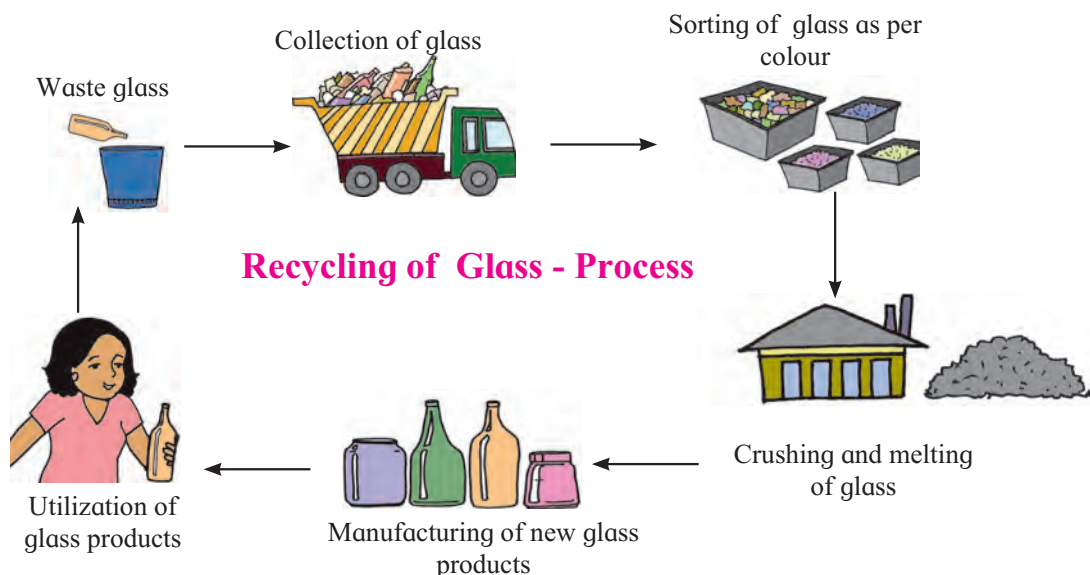 Waste glass
Collection of glass
Sorting of glass as per
colour
Recycling of Glass - Process
Crushing and melting
of glass
Manufacturing of new glass
products
Utilization of
glass products